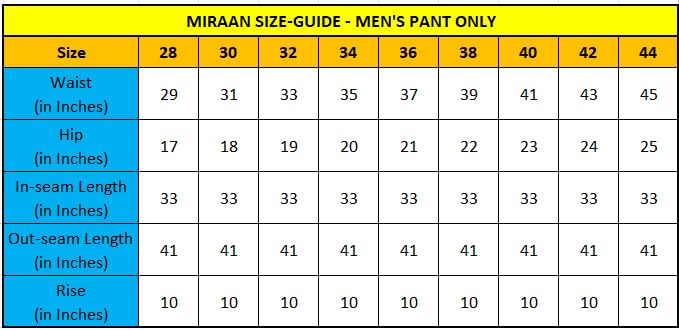 MIRAAN SIZE-GUIDE - MEN'S PANT ONLY
Size 28 30 32 34 36 38 40 42 44
Waist
(in Inches) 29 31 33 35 37 39 41 43 45
Hip
(in Inches) 17 18 19 20 21 22 23 24 25
In-seam Length
(in Inches) 33 33 33 33 33 33 33 33 33
Out-seam Length
(in Inches) 41 41 41 41 41 41 41 41 41
Rise
(in Inches) 10 10 10 10 10 10 10 10 10